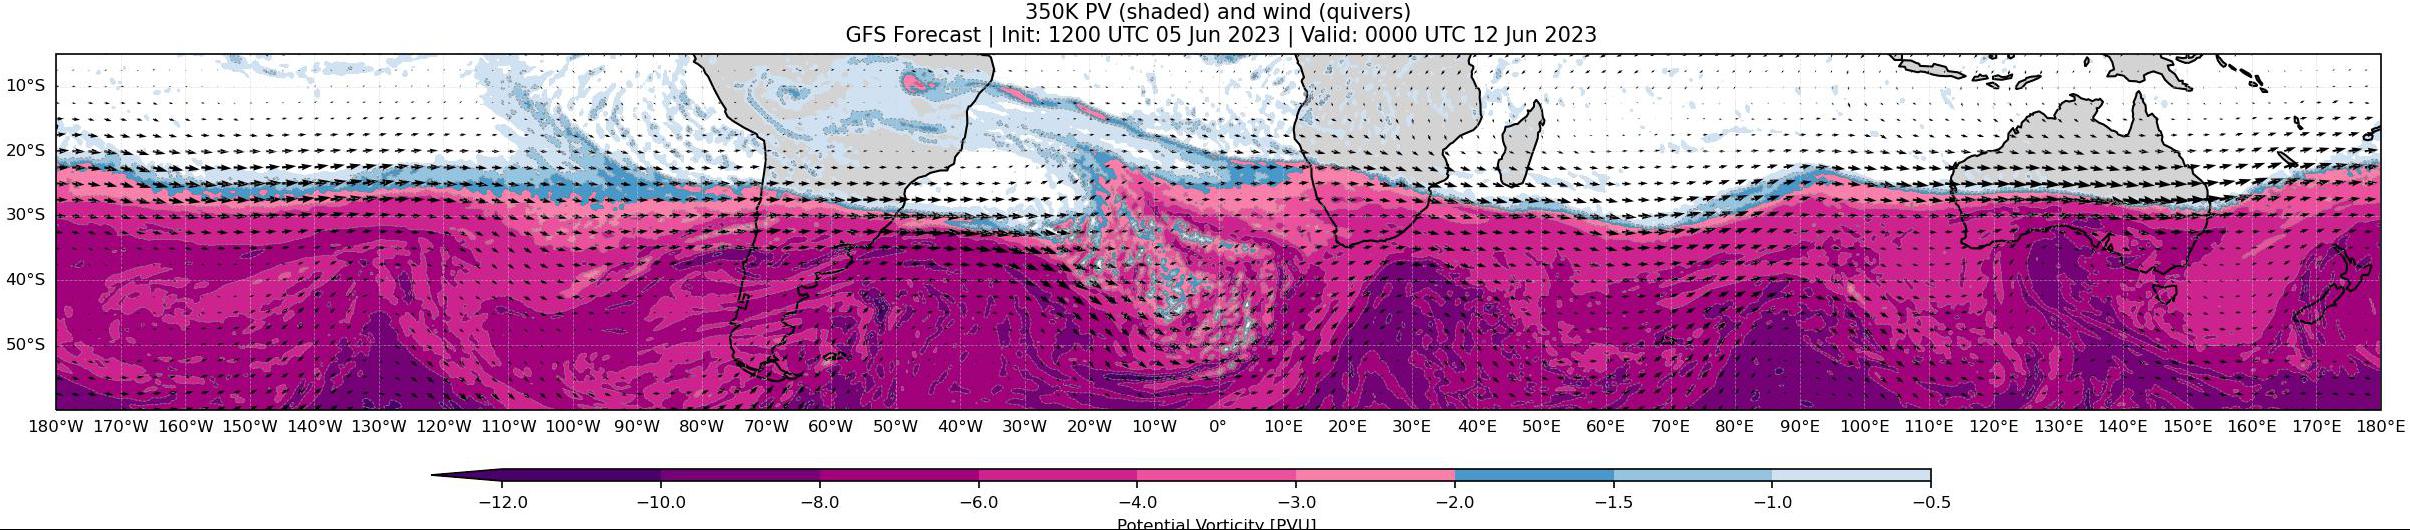 350K PV (shaded) and wind (quivers)
GFS Forecast | Init: 1200 UTC 05 Jun 2023 | Valid: 0000 UTC 12 Jun 2023
10°S
20°S
30°S
40°S
50°S
180°W 170°W 160°W 150°W 140°W 130°W 120°W 110°W 100°W 90°W 80°W 70°W 60°W 50°W 40°W 30°W 20°W 10°W 0° 10°E 20°E 30°E 40°E 50°E 60°E 70°E 80°E 90°E 100°E 110°E 120°E 130°E 140°E 150°E 160°E 170°E 180°E
−12.0 −10.0 −8.0 −6.0 −4.0 −3.0 −2.0 −1.5 −1.0 −0.5
Potential Vorticity [PVU]